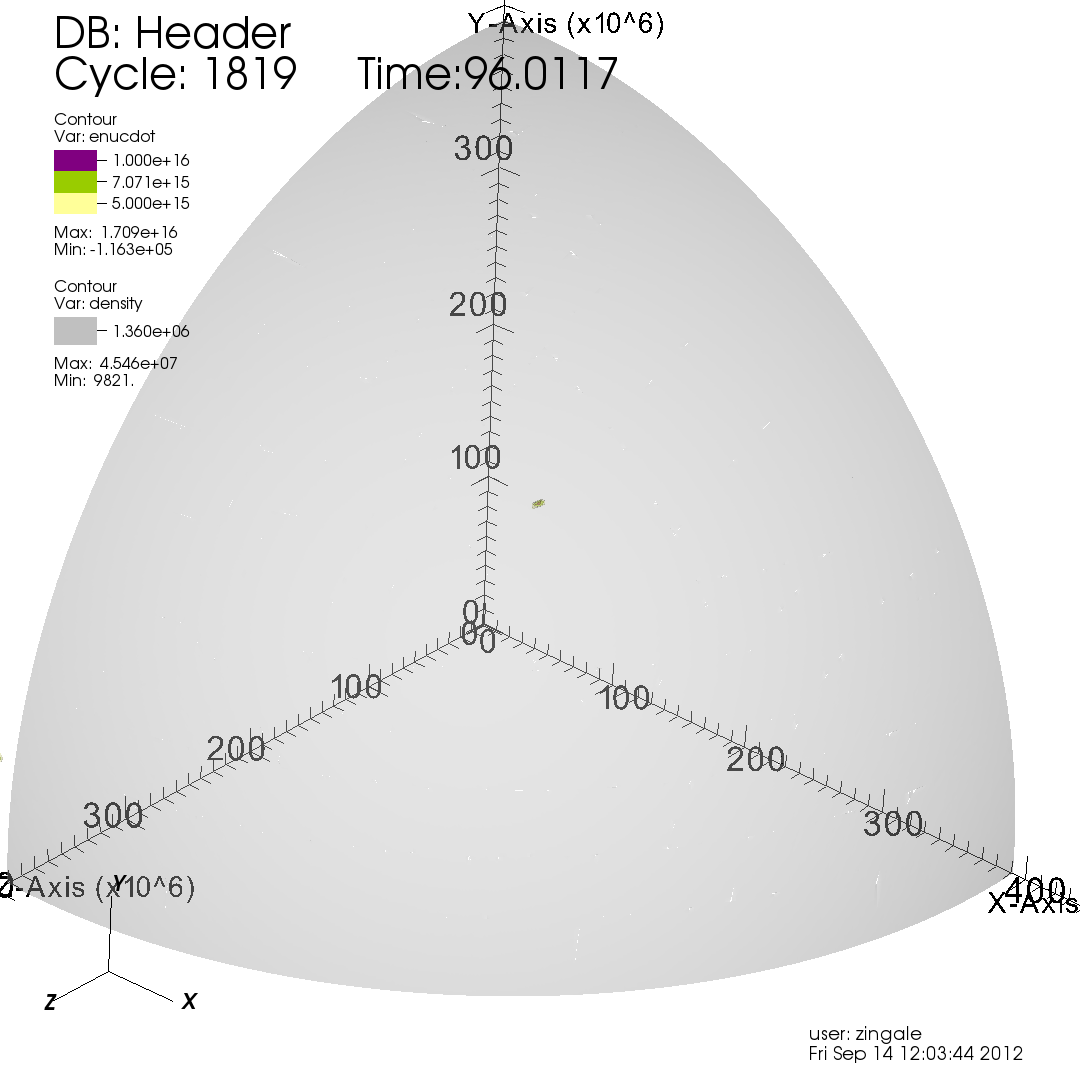 DB: Header
Cycle: 1819 Time:96.0117
Y-Axis (x10^6)
Contour
Var: enucdot
1.000e+16
7.071e+15
5.000e+15
Max: 1.709e+16
Min: -1.163e+05
Contour
Var: density
1.360e+06
Max: 4.546e+07
Min: 9821.
300
200
100
0
0
0
100
200
300
100
200
300
400
-Axis (x10^6)
X-Axis
Y
Z
X
user: zingale
Fri Sep 14 12:03:44 2012